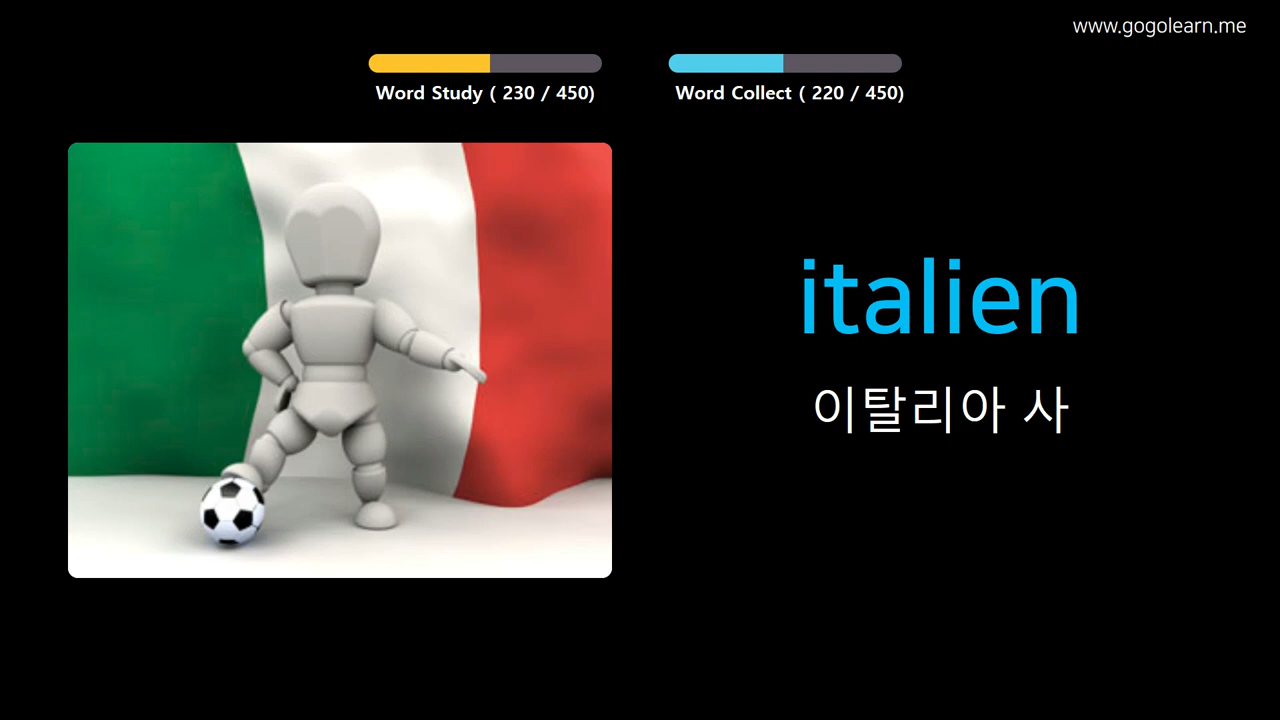 www.gogolearn.me
Word Study ( 230 / 450)
Word Collect ( 220 / 450)
italien
이탈리아 사